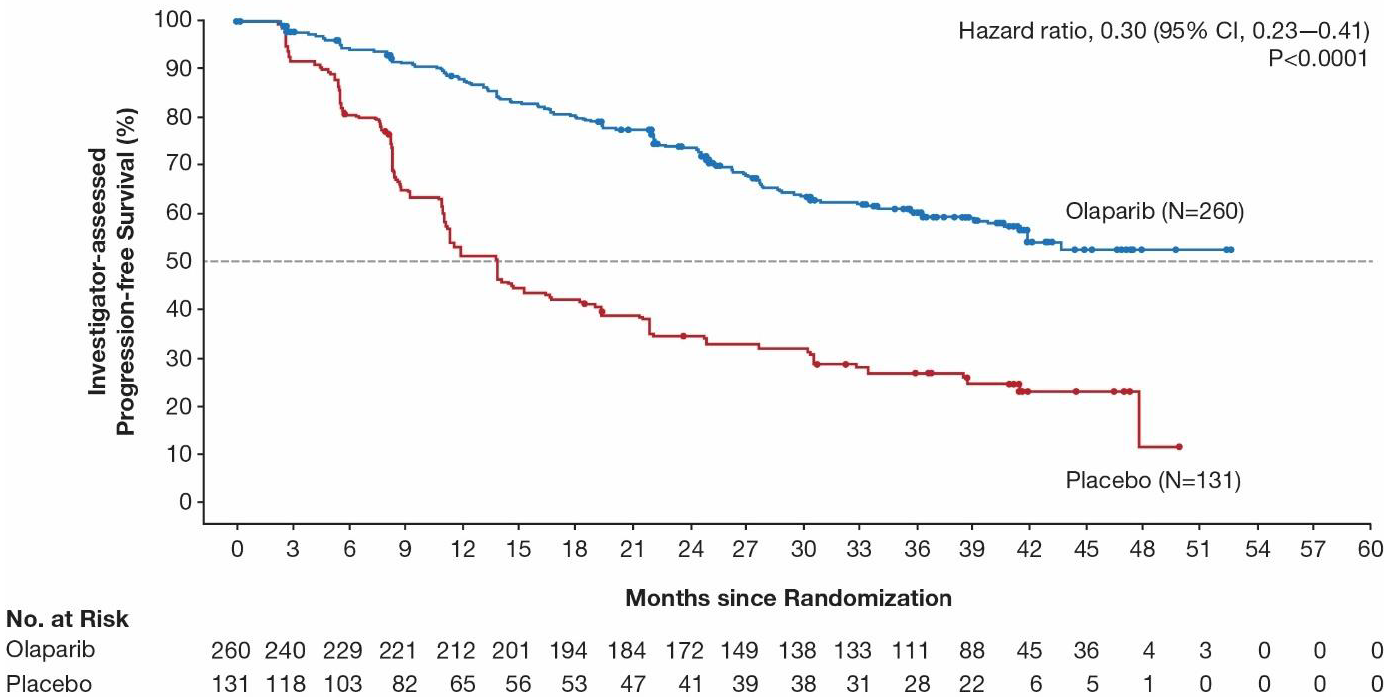 Hazard ratio, 0.30 (95% CI, 0.23–0.41)
P<0.0001
Investigator-assessed
Progression-free Survival (%)
100
90
80
70
60
50
40
30
20
10
0
Olaparib (N=260)
Placebo (N=131)
0 3 6 9 12 15 18 21 24 27 30 33 36 39 42 45 48 51 54 57 60
Months since Randomization
No. at Risk
Olaparib 260 240 229 221 212 201 194 184 172 149 138 133 111 88 45 36 4 3 0 0 0
Placebo 131 118 103 82 65 56 53 47 41 39 38 31 28 22 6 5 1 0 0 0 0